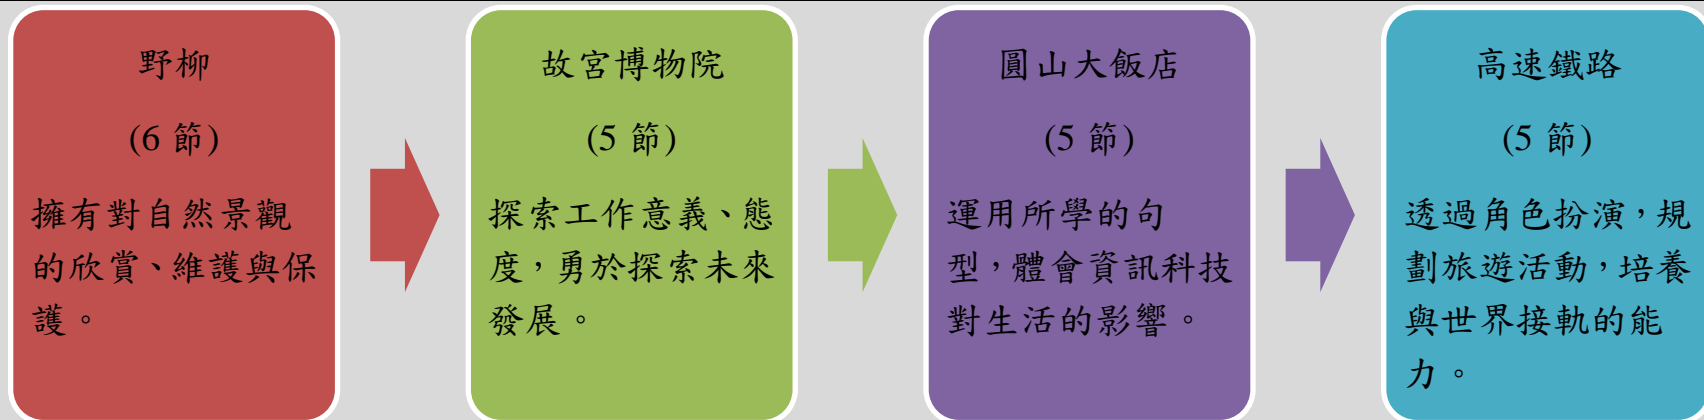 野柳
(6 節)
擁有對自然景觀
的欣賞、維護與保
護。
故宮博物院
(5 節)
探索工作意義、態
度，勇於探索未來
發展。
圓山大飯店
(5 節)
運用所學的句
型，體會資訊科技
對生活的影響。
高速鐵路
(5 節)
透過角色扮演，規
劃旅遊活動，培養
與世界接軌的能
力。